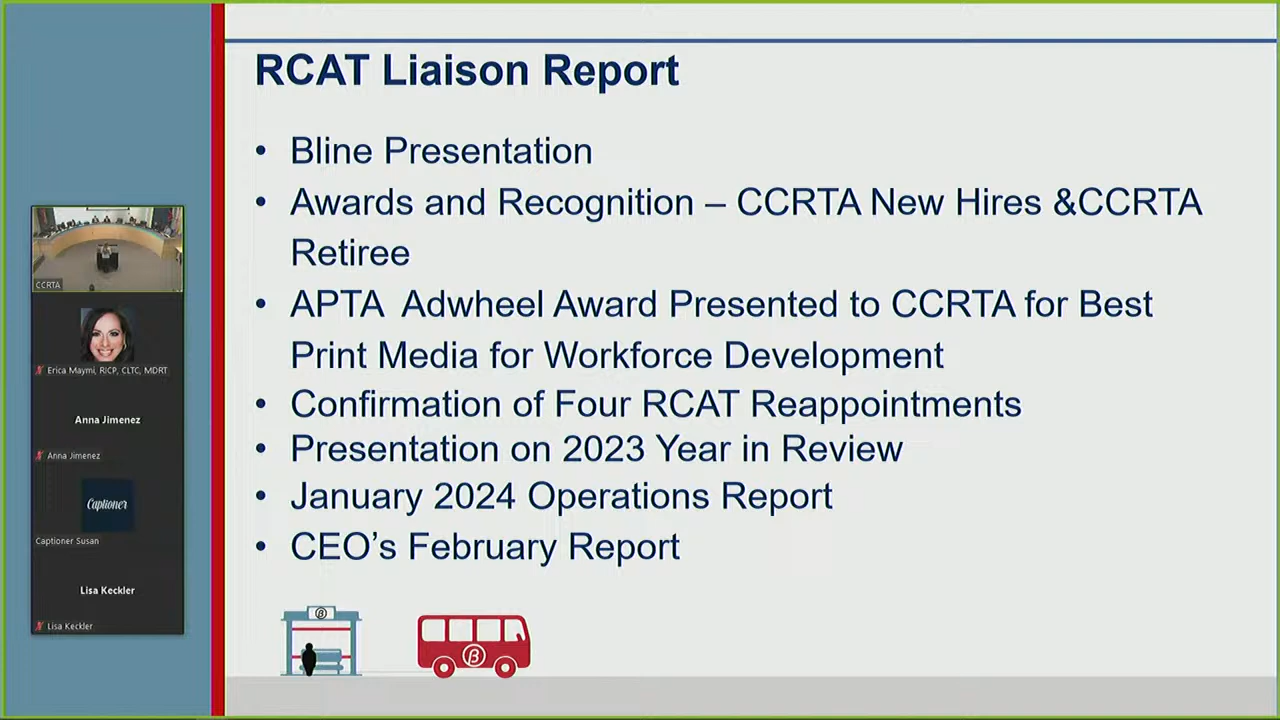 RCAT Liaison Report
• Bline Presentation
• Awards and Recognition – CCRTA New Hires &CCRTA
Retiree
• APTA Adwheel Award Presented to CCRTA for Best
Print Media for Workforce Development
• Confirmation of Four RCAT Reappointments
• Presentation on 2023 Year in Review
• January 2024 Operations Report
• CEO’s February Report
CCRTA
Erica Maymi, RICP, CLTC, MDRT
Anna Jimenez
Anna Jimenez
Captioner
Captioner Susan
Lisa Keckler
Lisa Keckler
β
β